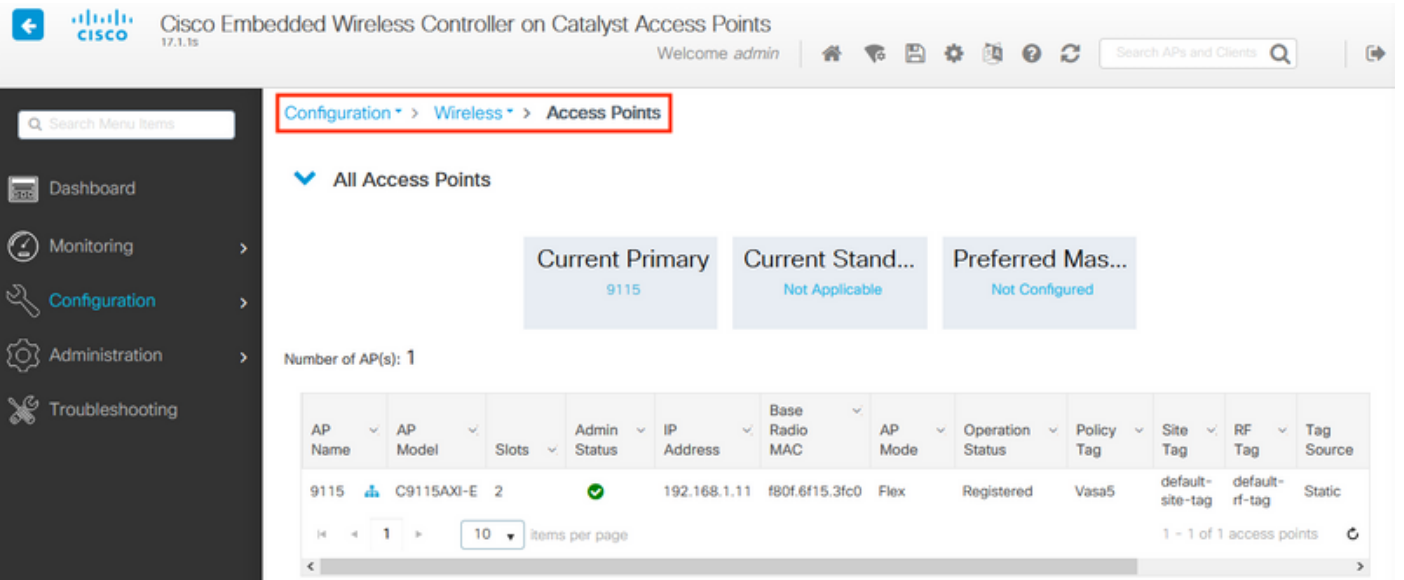 cisco
Cisco Embedded Wireless Controller on Catalyst Access Points
17.1.1s
Welcome admin
Search APs and Clients
Search Menu Items
Dashboard
Monitoring
Configuration
Administration
Troubleshooting
Configuration > Wireless > Access Points
All Access Points
Current Primary
9115
Current Stand...
Not Applicable
Preferred Mas...
Not Configured
Number of AP(s): 1
AP Name
AP Model
Slots
Admin Status
IP Address
Base Radio MAC
AP Mode
Operation Status
Policy Tag
Site Tag
RF Tag
Tag Source
9115 C9115AXI-E 2 192.168.1.11 f80f.6f15.3fc0 Flex Registered Vasa5 default-site-tag default-rf-tag Static
1 10 items per page 1 - 1 of 1 access points